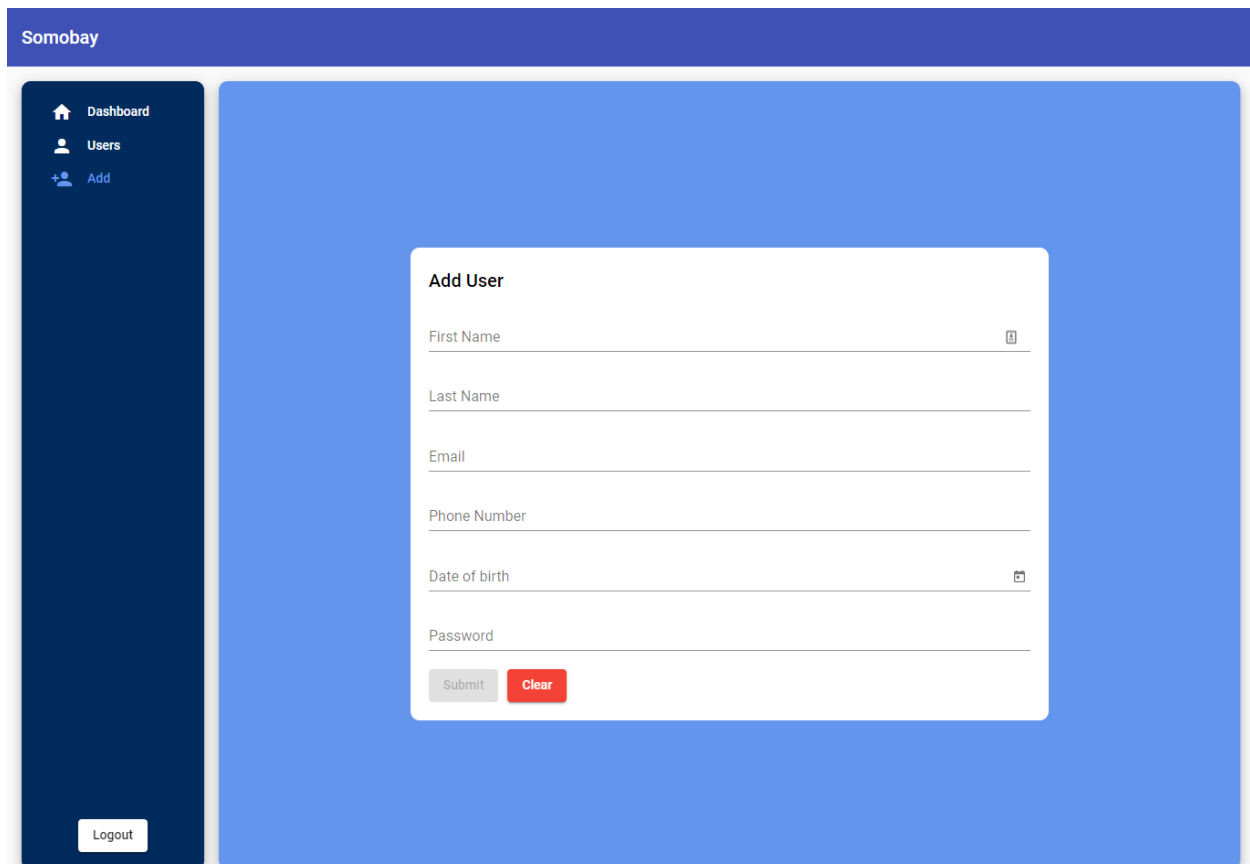 Somobay
Dashboard
Users
Add
Add User
First Name
Last Name
Email
Phone Number
Date of birth
Password
Submit
Clear
Logout